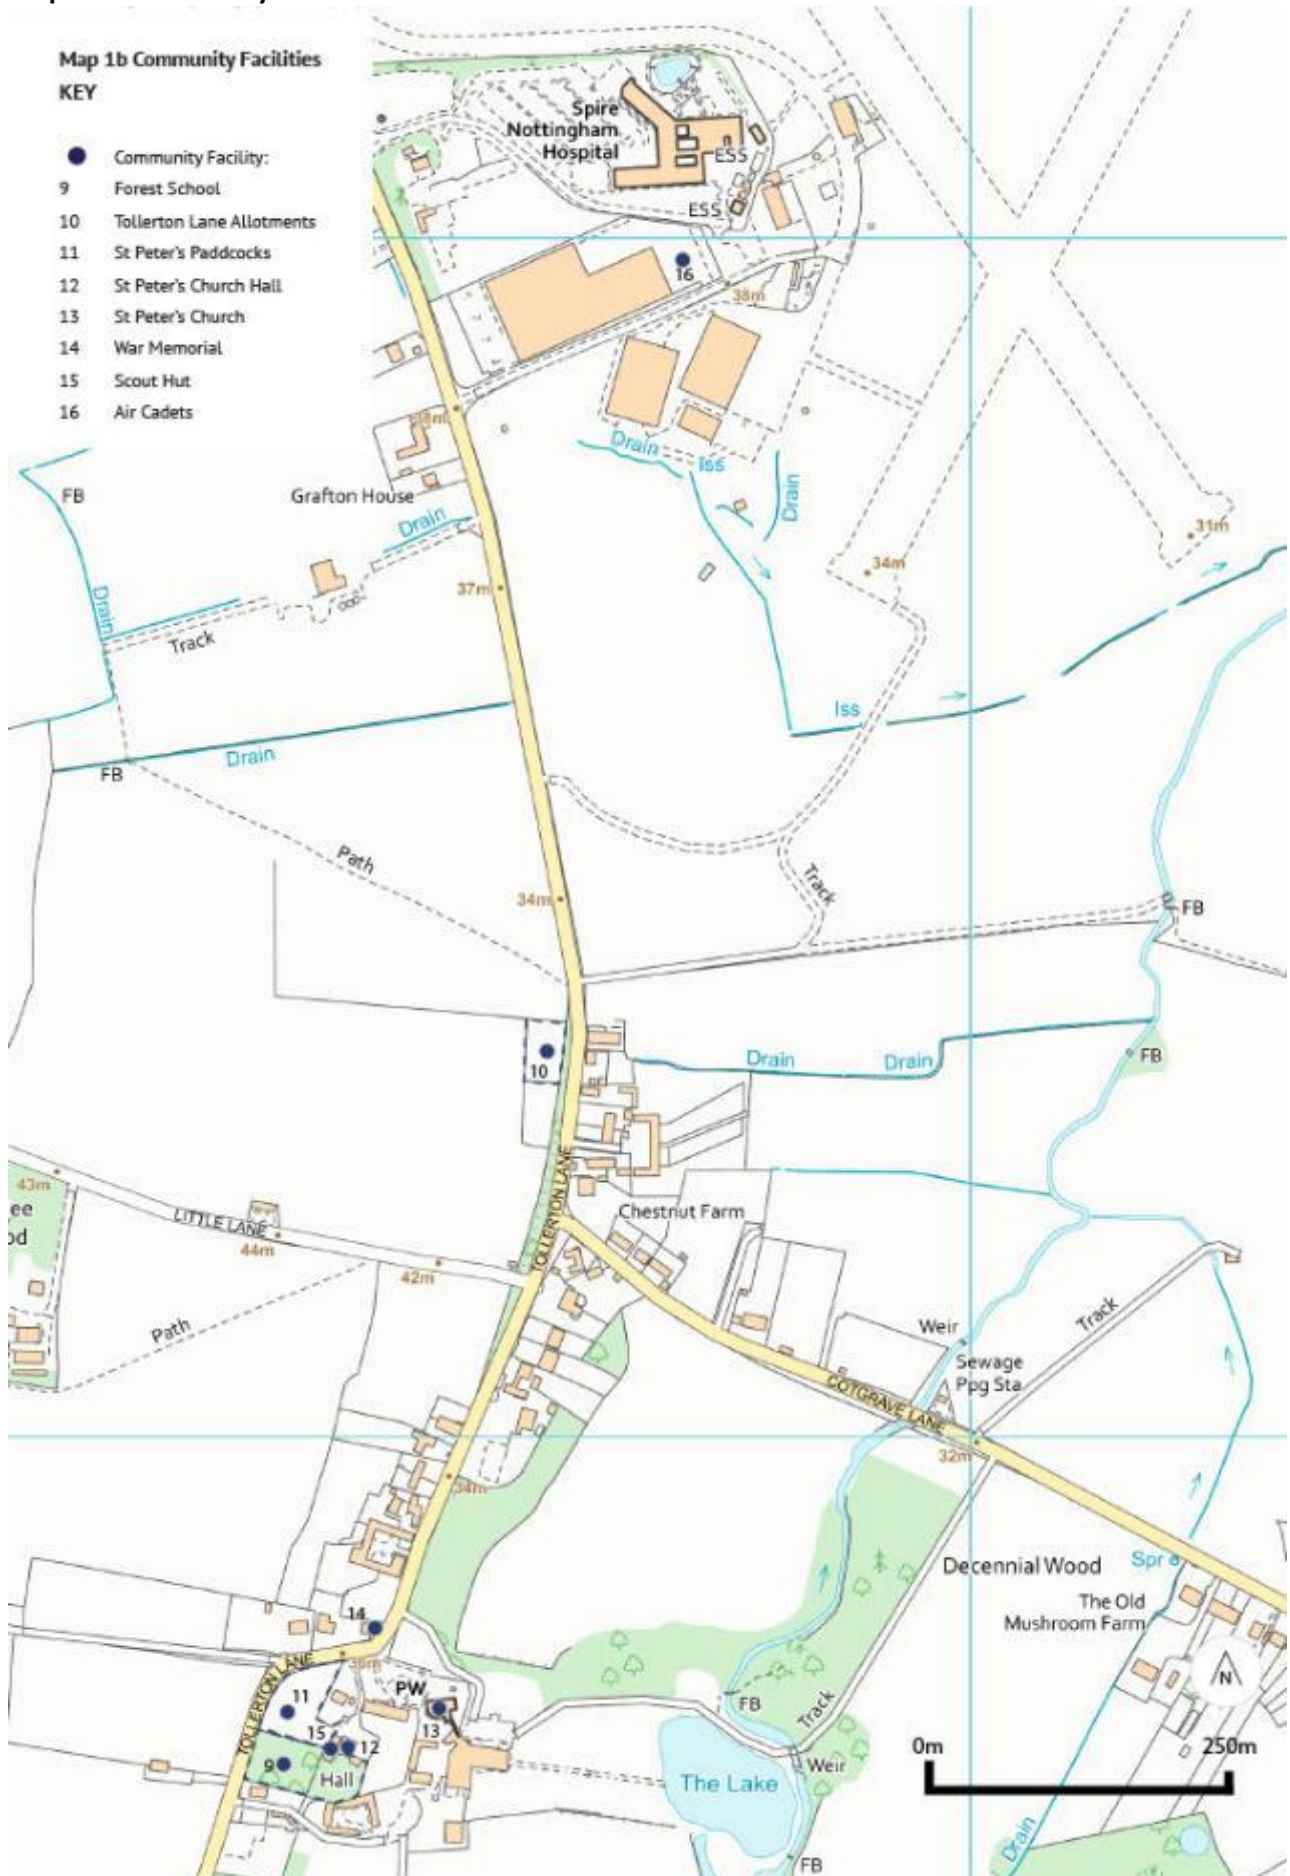 Map 1b Community Facilities
KEY
Community Facility:
9 Forest School
10 Tollerton Lane Allotments
11 St Peter's Paddcocks
12 St Peter's Church Hall
13 St Peter's Church
14 War Memorial
15 Scout Hut
16 Air Cadets
Spire
Nottingham
Hospital
ESS
ESS
16
38m
38m
Drain
Iss
Drain
FB
Grafton House
Drain
31m
34m
37m
Drain
Track
Iss
Drain
FB
Path
Track
34m
FB
10
Drain
Drain
FB
TOLLERTON LANE
43m
ee
od
LITTLE LANE
44m
42m
Chestnut Farm
Path
Weir
Track
Sewage
Ppg Sta
COTGRAVE LANE
32m
34m
Decennial Wood
Spr
The Old
Mushroom Farm
14
36m
TOLLERTON LANE
PW
N
11
13
FB
Track
15
12
9
Hall
The Lake
Weir
0m
250m
Drain
FB